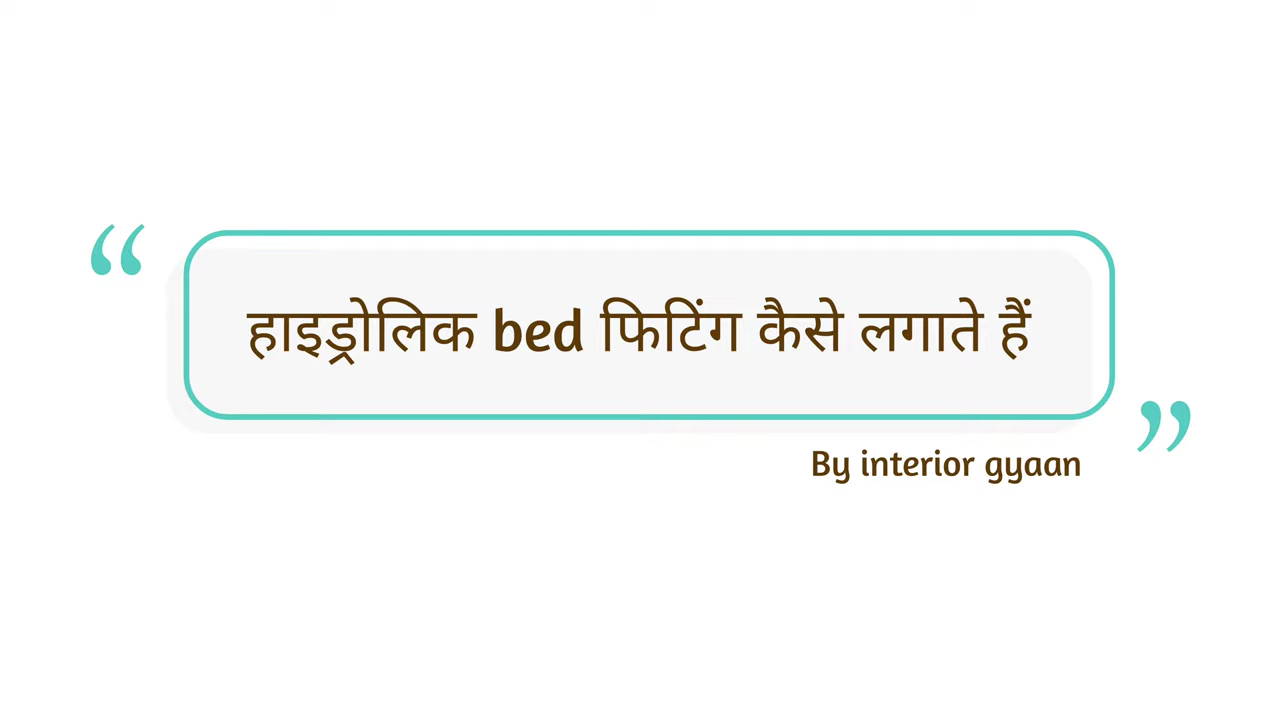 “
हाइड्रोलिक bed फिटिंग कैसे लगाते हैं
”
By interior gyaan